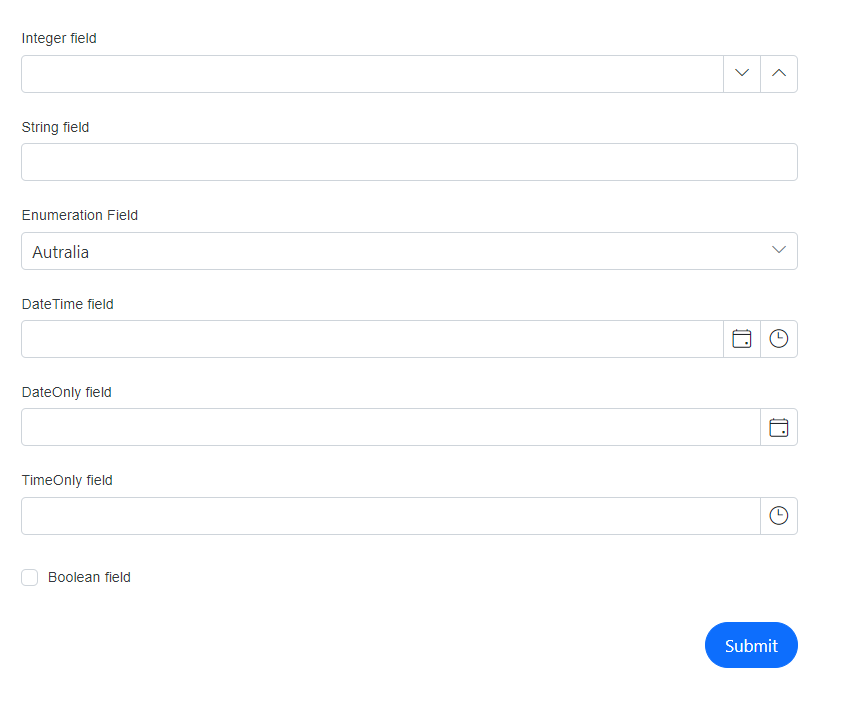 Integer field
String field
Enumeration Field
Autralia
DateTime field
DateOnly field
TimeOnly field
Boolean field
Submit